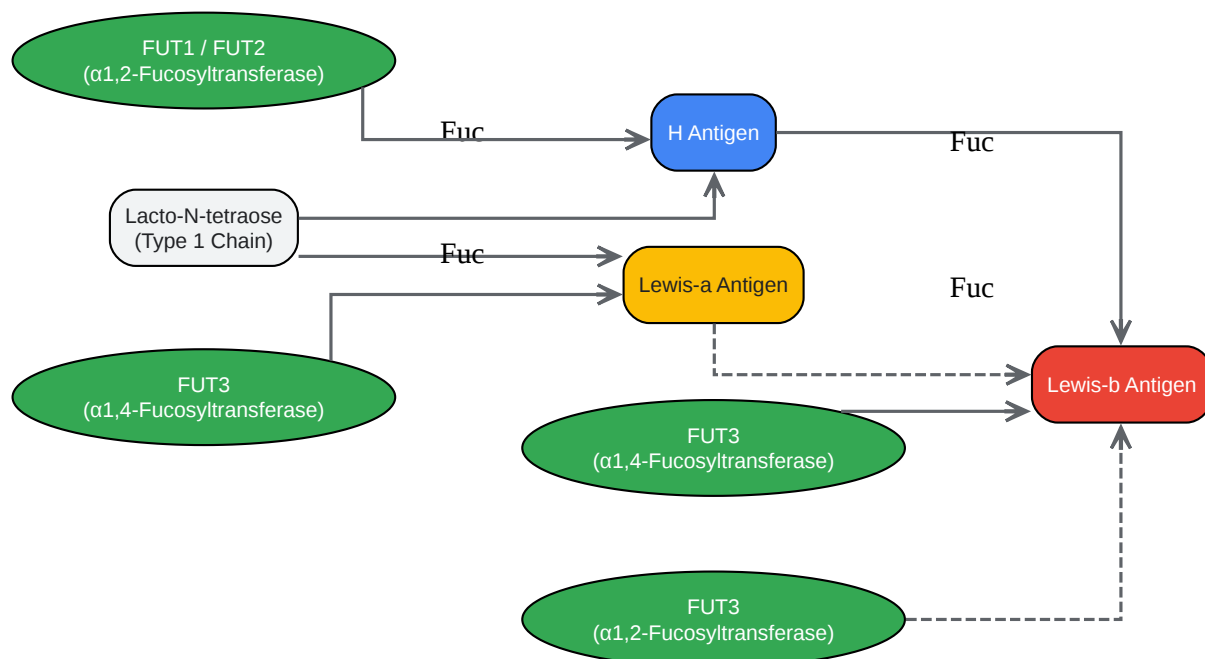 FUT1 / FUT2
(α1,2-Fucosyltransferase)
Fuc
H Antigen
Fuc
Lacto-N-tetraose
(Type 1 Chain)
Fuc
Lewis-a Antigen
Fuc
FUT3
(α1,4-Fucosyltransferase)
Lewis-b Antigen
FUT3
(α1,4-Fucosyltransferase)
FUT3
(α1,2-Fucosyltransferase)